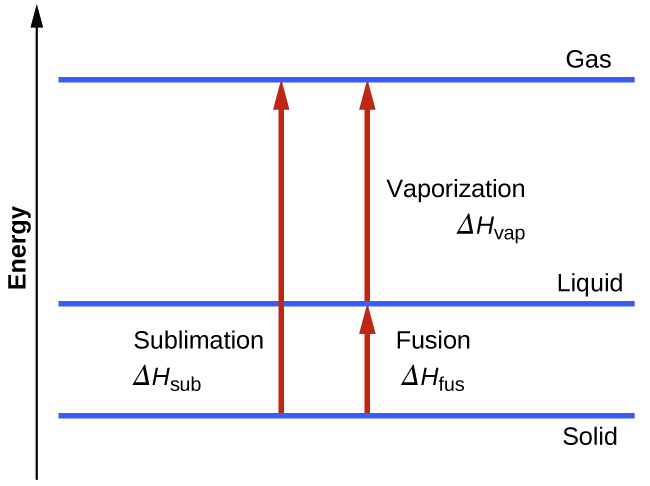 Gas
Vaporization
ΔHvap
Energy
Liquid
Sublimation
ΔHsub
Fusion
ΔHfus
Solid